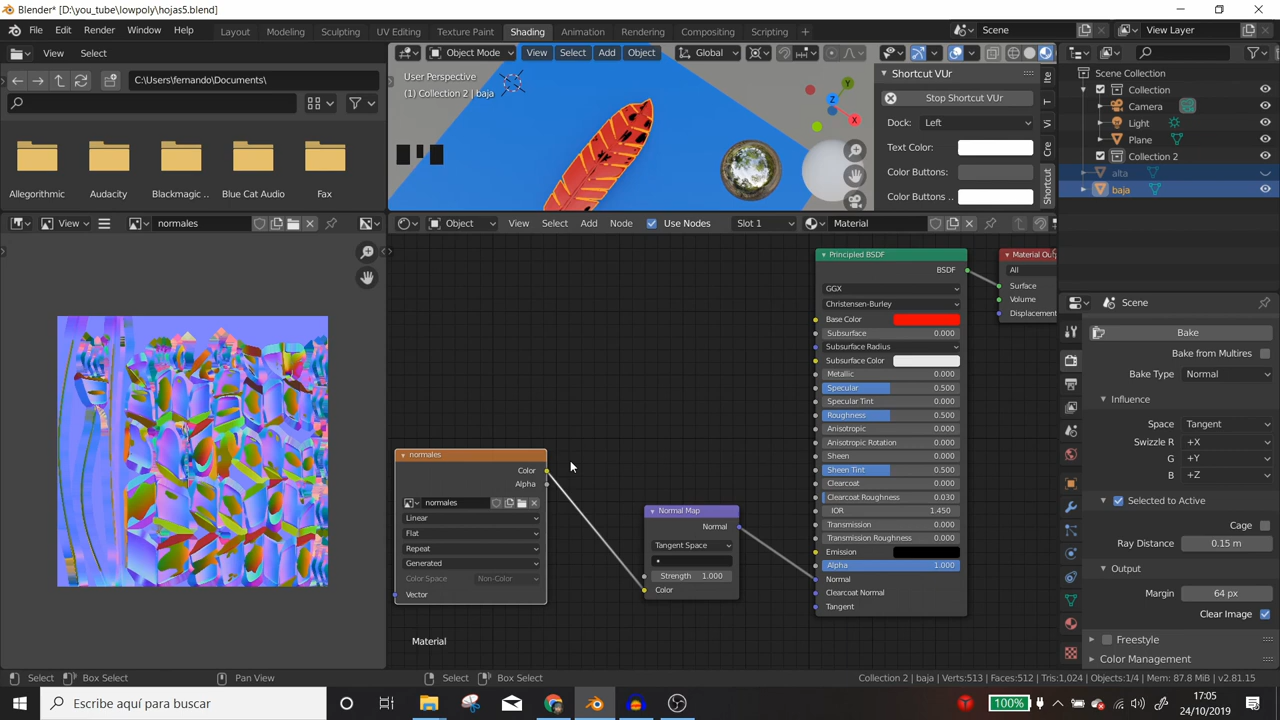 Blender* [D:\you_tube\lowpoly\hojas5.blend]
File Edit Render Window Help
Layout Modeling Sculpting UV Editing Texture Paint Shading Animation Rendering Compositing Scripting
Scene View Layer
View Select
Object Mode View Select Add Object Global
C:\Users\fernando\Documents\
User Perspective
(1) Collection 2 | baja
Z Y X
Shortcut VUr
Stop Shortcut VUr
Dock: Left
Text Color:
Color Buttons:
Color Buttons ..
Ite
T
Vi
Cre
Shortcut
Scene Collection
Collection
Camera
Light
Plane
Collection 2
alta
baja
Allegorithmic Audacity Blackmagic .. Blue Cat Audio Fax
View normales
Object View Select Add Node Use Nodes Slot 1 Material
normales
Color
Alpha
normales
Linear
Flat
Repeat
Generated
Color Space Non-Color
Vector
Normal Map
Normal
Tangent Space
Strength 1.000
Color
Principled BSDF
BSDF
GGX
Christensen-Burley
Base Color
Subsurface 0.000
Subsurface Radius
Subsurface Color
Metallic 0.000
Specular 0.500
Specular Tint 0.000
Roughness 0.500
Anisotropic 0.000
Anisotropic Rotation 0.000
Sheen 0.000
Sheen Tint 0.500
Clearcoat 0.000
Clearcoat Roughness 0.030
IOR 1.450
Transmission 0.000
Transmission Roughness 0.000
Emission
Alpha 1.000
Normal
Clearcoat Normal
Tangent
Material Out
All
Surface
Volume
Displacement
Material
Scene
Bake
Bake from Multires
Bake Type Normal
Influence
Space Tangent
Swizzle R +X
G +Y
B +Z
Selected to Active
Cage
Ray Distance 0.15 m
Output
Margin 64 px
Clear Image
Freestyle
Color Management
Select Box Select Pan View Select Box Select
Collection 2 | baja | Verts:513 | Faces:512 | Tris:1,024 | Objects:1/4 | Mem: 87.8 MiB | v2.81.15
Escribe aquí para buscar
100%
17:05
24/10/2019